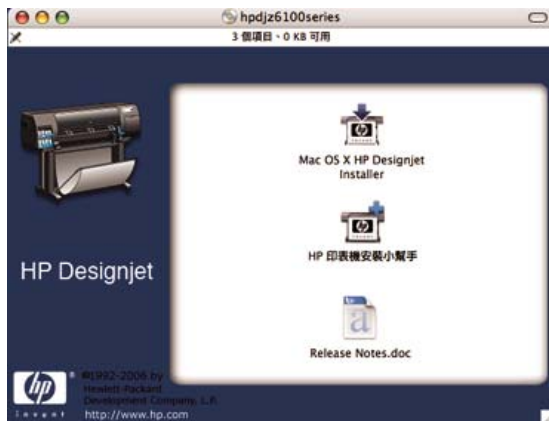 hpdjz6100series
3 個項目，0 KB 可用
Mac OS X HP Designjet
Installer
HP 印表機安裝小幫手
Release Notes.doc
HP Designjet
hp
®
i n v e n t
©1992-2006 by
Hewlett-Packard
Development Company, L.P.
http://www.hp.com